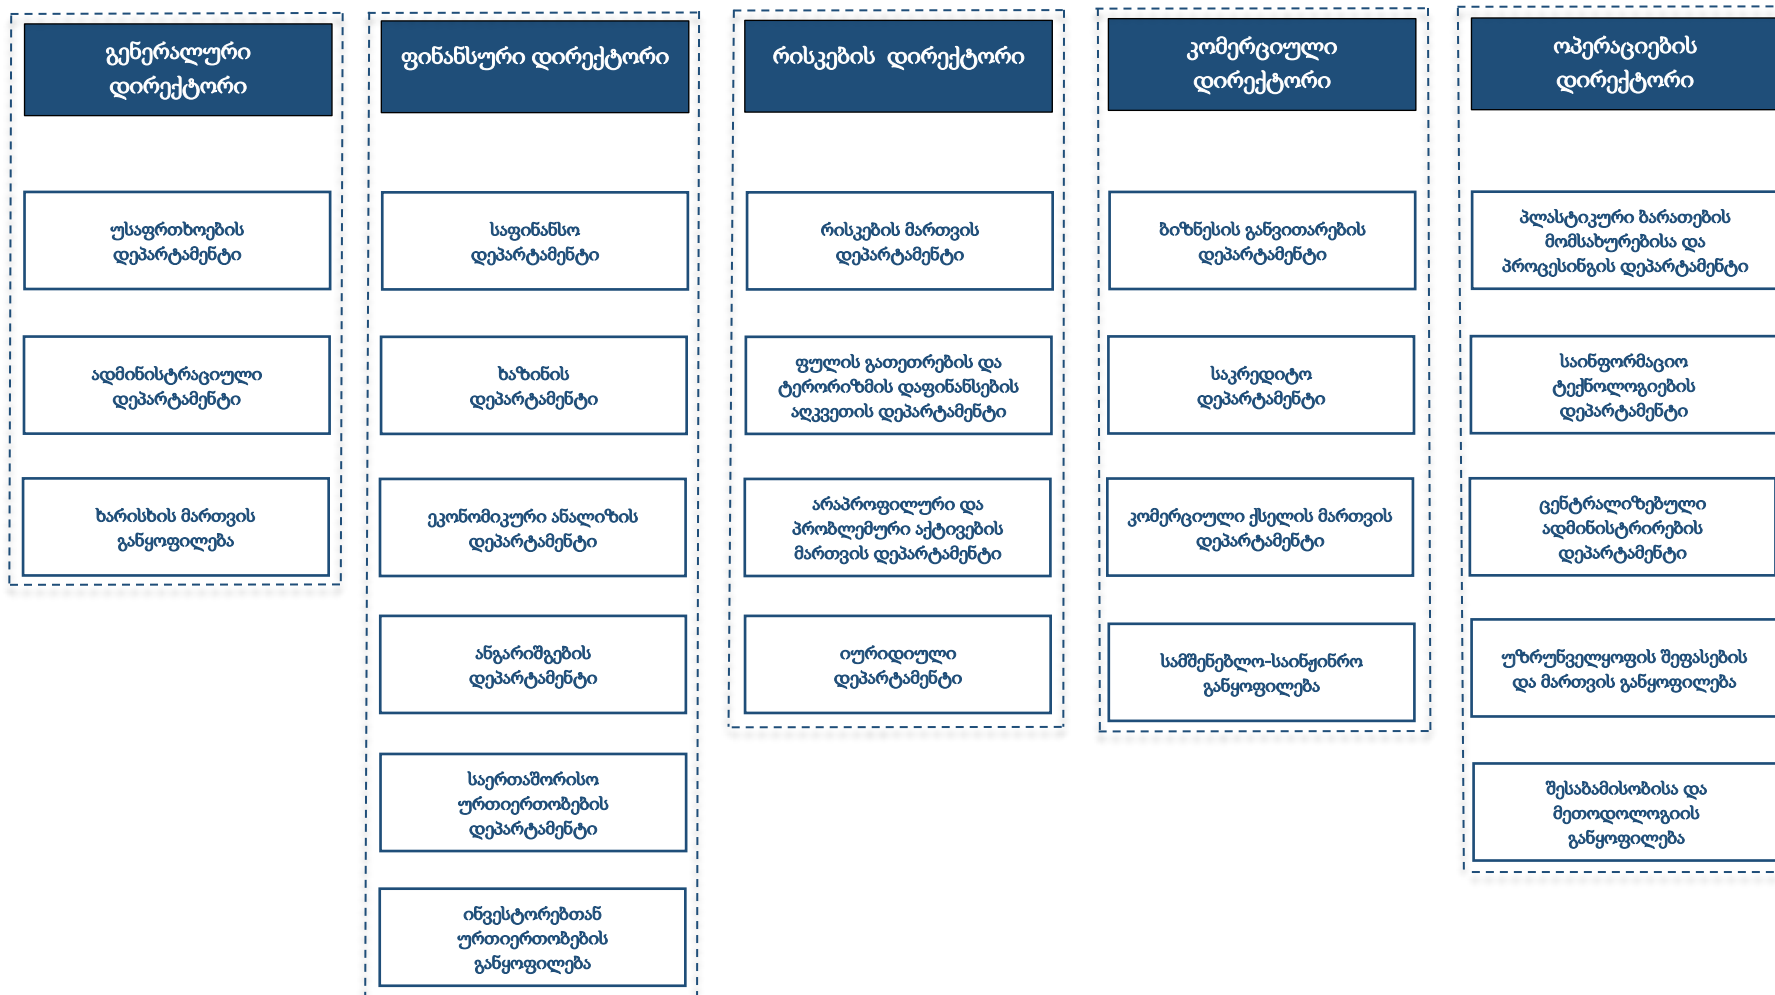 გენერალური
დირექტორი
უსაფრთხოების
დეპარტამენტი
ადმინისტრაციული
დეპარტამენტი
ხარისხის მართვის
განყოფილება
ფინანსური დირექტორი
საფინანსო
დეპარტამენტი
ხაზინის
დეპარტამენტი
ეკონომიკური ანალიზის
დეპარტამენტი
ანგარიშგების
დეპარტამენტი
საერთაშორისო
ურთიერთობების
დეპარტამენტი
ინვესტორებთან
ურთიერთობების
განყოფილება
რისკების დირექტორი
რისკების მართვის
დეპარტამენტი
ფულის გათეთრების და
ტერორიზმის დაფინანსების
აღკვეთის დეპარტამენტი
არაპროფილური და
პრობლემური აქტივების
მართვის დეპარტამენტი
იურიდიული
დეპარტამენტი
კომერციული
დირექტორი
ბიზნესის განვითარების
დეპარტამენტი
საკრედიტო
დეპარტამენტი
კომერციული ქსელის მართვის
დეპარტამენტი
სამშენებლო-საინჟინრო
განყოფილება
ოპერაციების
დირექტორი
პლასტიკური ბარათების
მომსახურებისა და
პროცესინგის დეპარტამენტი
საინფორმაციო
ტექნოლოგიების
დეპარტამენტი
ცენტრალიზებული
ადმინისტრირების
დეპარტამენტი
უზრუნველყოფის შეფასების
და მართვის განყოფილება
შესაბამისობისა და
მეთოდოლოგიის
განყოფილება